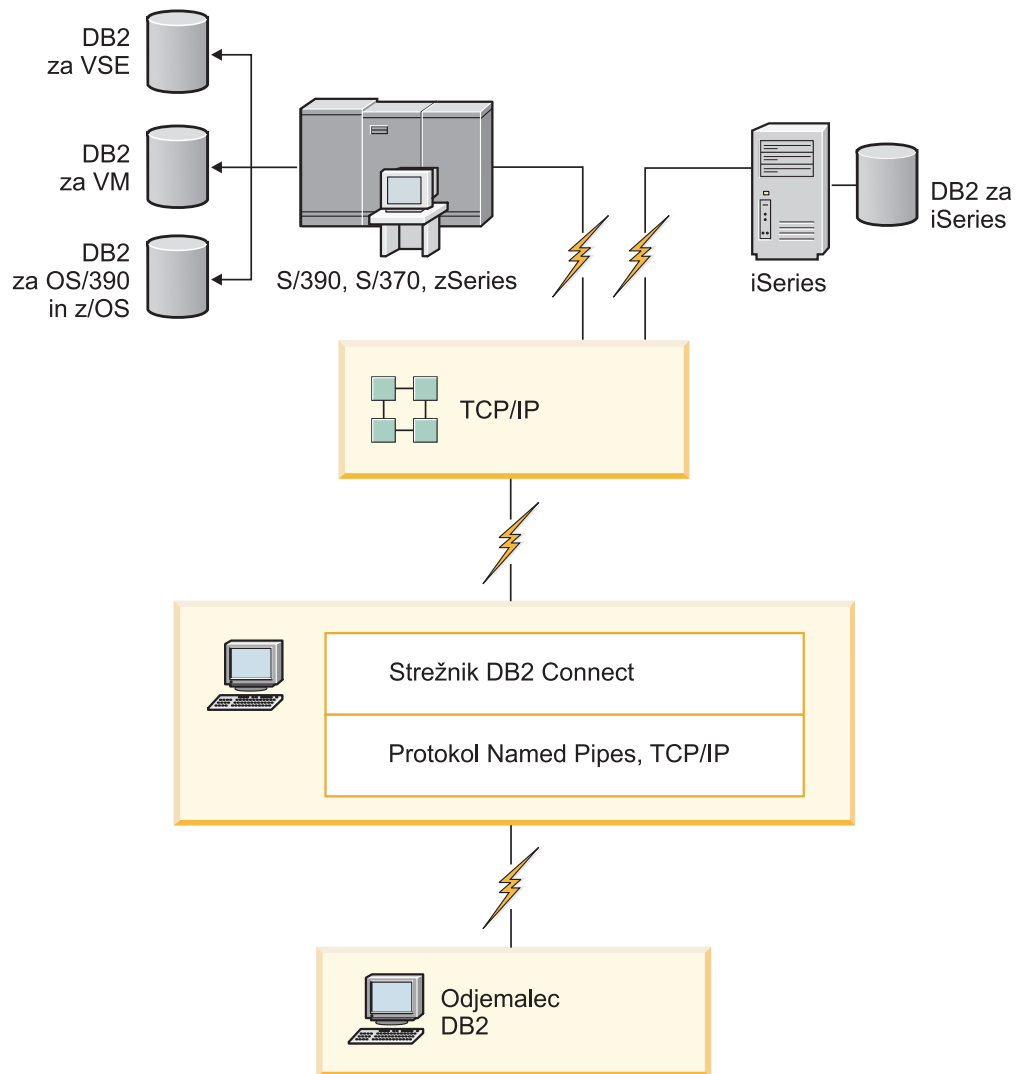 DB2
za VSE
DB2
za VM
DB2
za OS/390
in z/OS
S/390, S/370, zSeries
iSeries
DB2 za
iSeries
TCP/IP
Strežnik DB2 Connect
Protokol Named Pipes, TCP/IP
Odjemalec
DB2